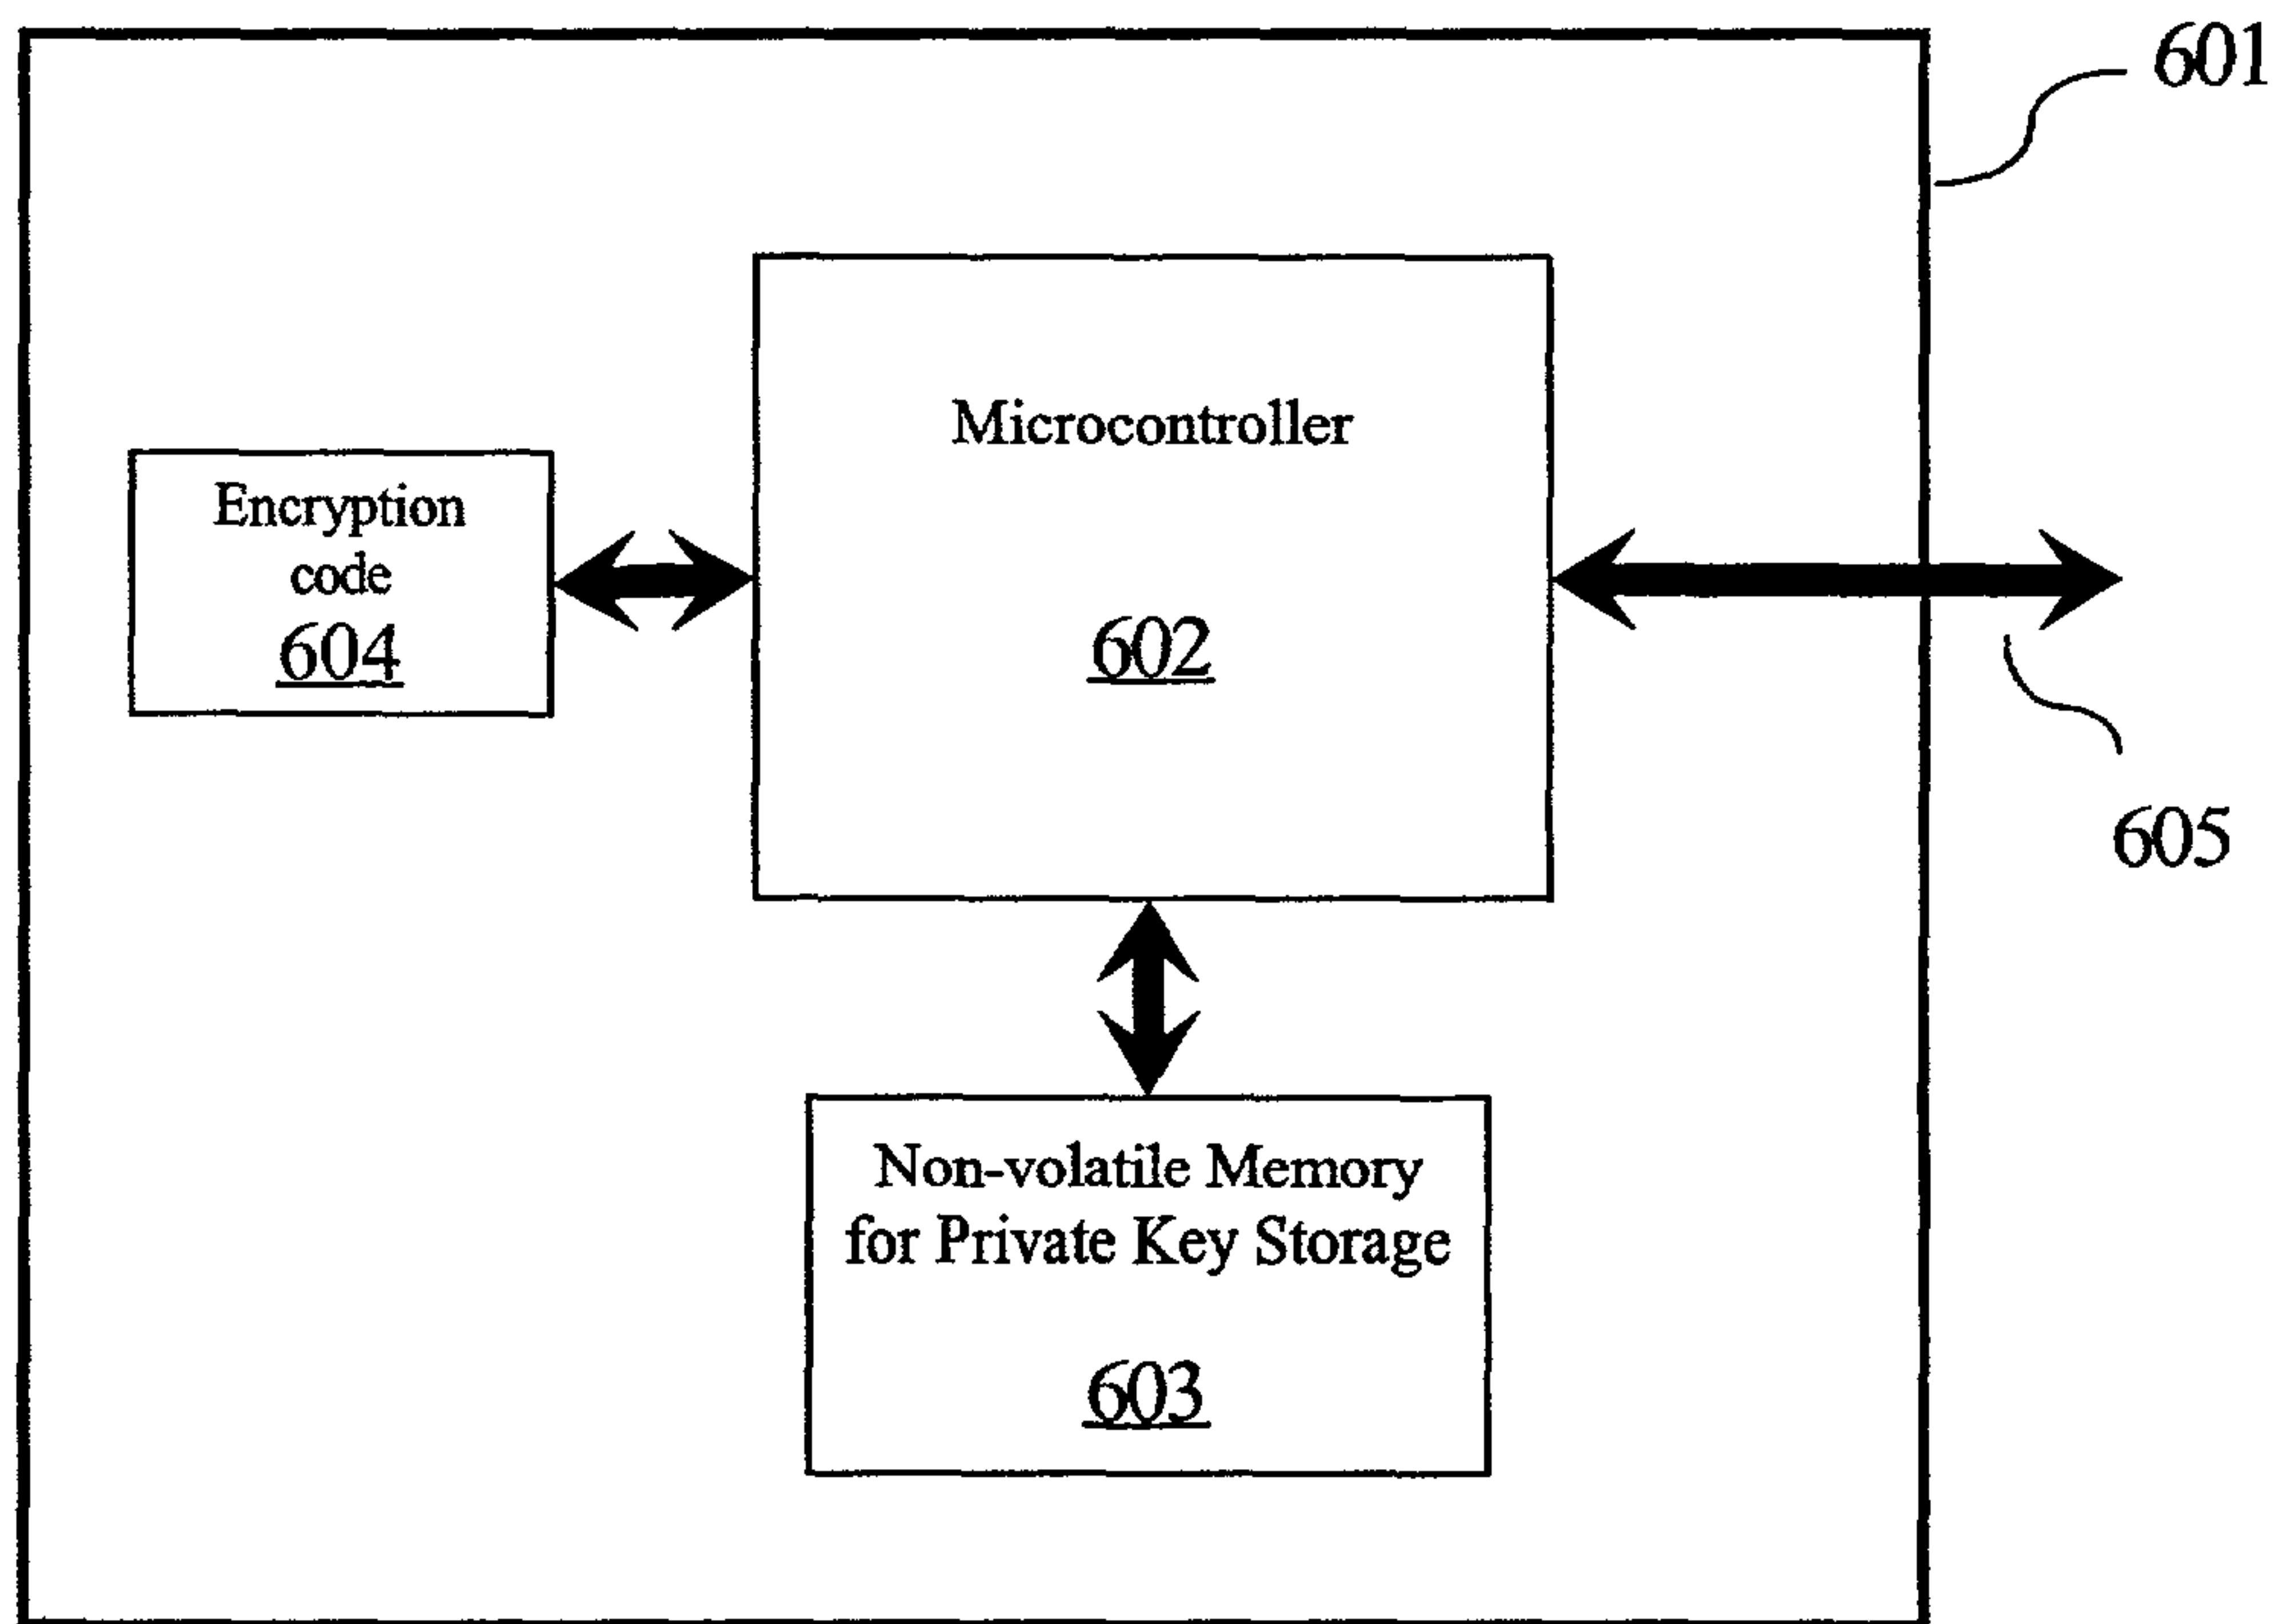 601
Microcontroller
Encryption
code
604
602
605
Non-volatile Memory
for Private Key Storage
603